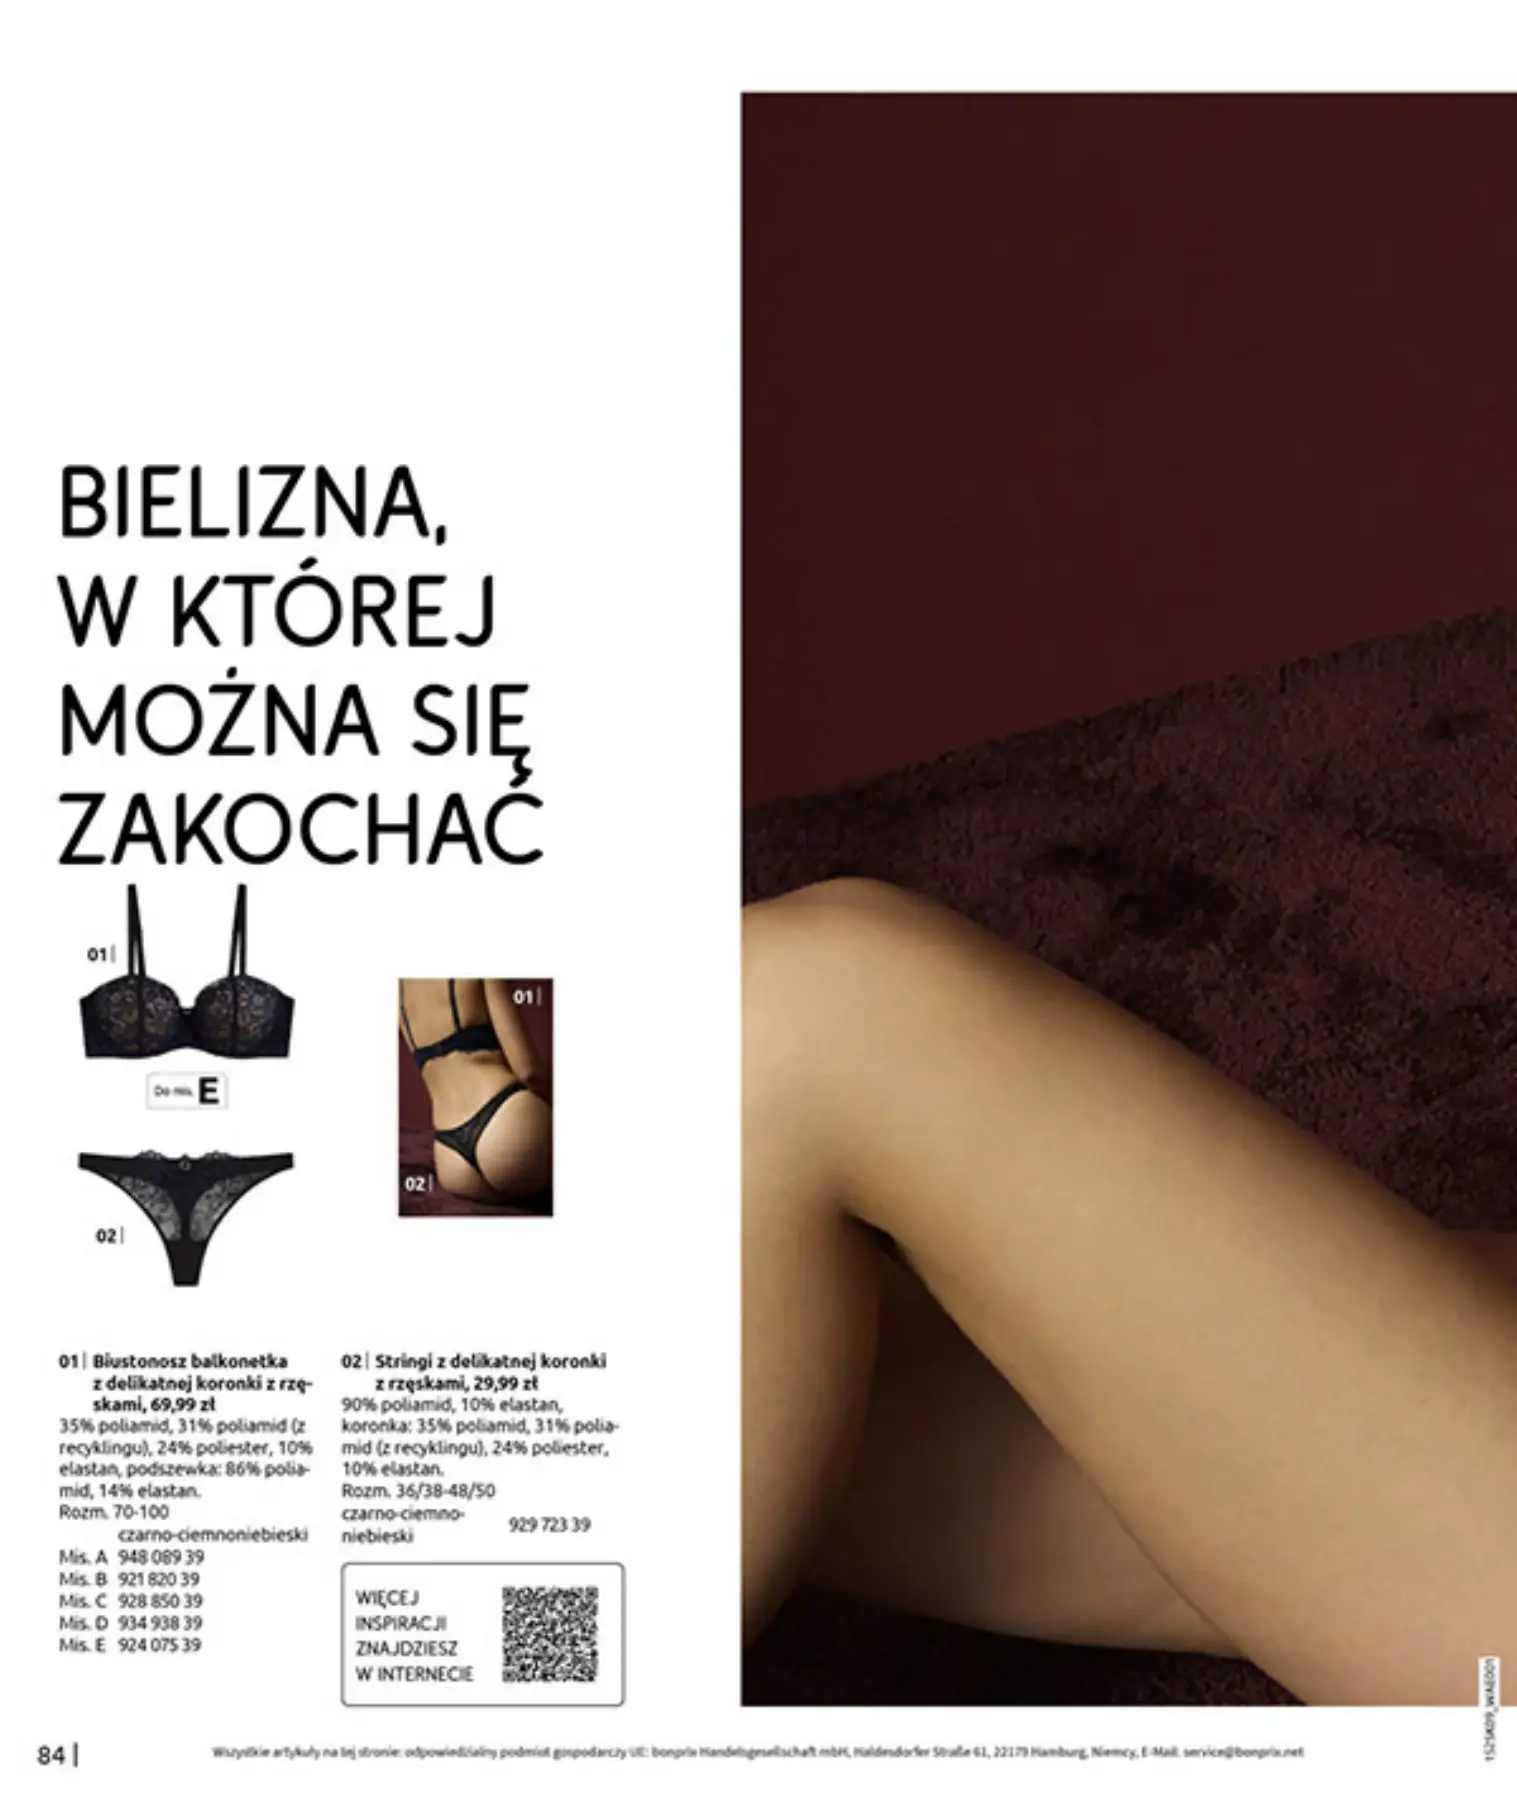 BIELIZNA,
W KTÓREJ
MOŻNA SIĘ
ZAKOCHAĆ
01|
Do mis. E
02|
01|
02|
01| Biustonosz balkonetka
z delikatnej koronki z rzę-
skami, 69,99 zł
35% poliamid, 31% poliamid (z
recyklingu), 24% poliester, 10%
elastan, podszewka: 86% polia-
mid, 14% elastan.
Rozm. 70-100
czarno-ciemnoniebieski
Mis. A 948 089 39
Mis. B 921 820 39
Mis. C 928 850 39
Mis. D 934 938 39
Mis. E 924 075 39
02| Stringi z delikatnej koronki
z rzęskami, 29,99 zł
90% poliamid, 10% elastan,
koronka: 35% poliamid, 31% polia-
mid (z recyklingu), 24% poliester,
10% elastan.
Rozm. 36/38-48/50
czarno-ciemno-
niebieski 929 723 39
WIĘCEJ
INSPIRACJI
ZNAJDZIESZ
W INTERNECIE
84|
Wszystkie artykuły na tej stronie: odpowiedzialny podmiot gospodarczy UE: bonprix Handelsgesellschaft mbH, Haldesdorfer Straße 61, 22179 Hamburg, Niemcy, E-Mail: service@bonprix.net
1525K09_WAE001